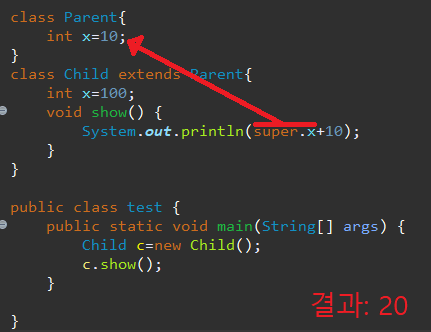 class Parent{
    int x=10;
}
class Child extends Parent{
    int x=100;
    void show() {
        System.out.println(super.x+10);
    }
}

public class test {
    public static void main(String[] args) {
        Child c=new Child();
        c.show();
    }

}
결과: 20